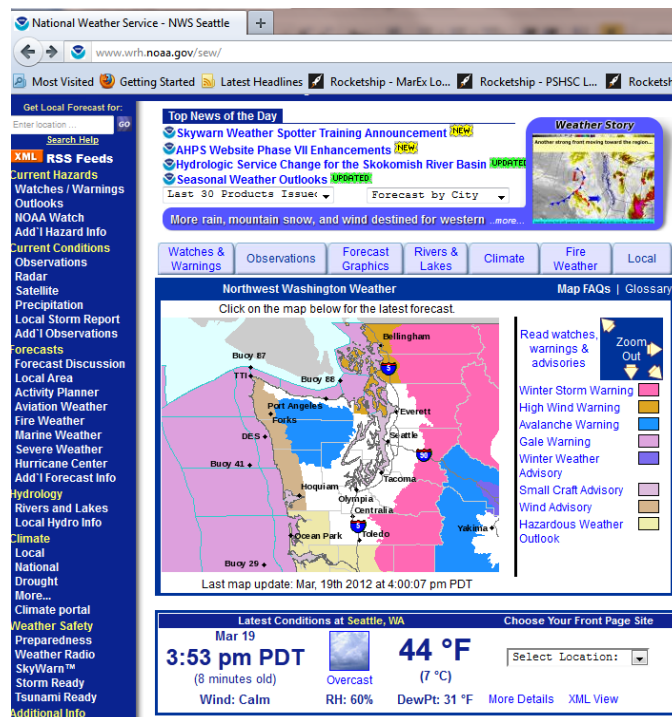 National Weather Service - NWS Seattle
www.wrh.noaa.gov/sew/
Most Visited
Getting Started
Latest Headlines
Rocketship - MarEx Lo...
Rocketship - PSHSC L...
Rocketsh
Get Local Forecast for:
Enter location ...
GO
Search Help
XML RSS Feeds
Current Hazards
Watches / Warnings
Outlooks
NOAA Watch
Add`l Hazard Info
Current Conditions
Observations
Radar
Satellite
Precipitation
Local Storm Report
Add`l Observations
Forecasts
Forecast Discussion
Local Area
Activity Planner
Aviation Weather
Fire Weather
Marine Weather
Severe Weather
Hurricane Center
Add`l Forecast Info
Hydrology
Rivers and Lakes
Local Hydro Info
Climate
Local
National
Drought
More...
Climate portal
Weather Safety
Preparedness
Weather Radio
SkyWarn™
Storm Ready
Tsunami Ready
Additional Info
Top News of the Day
Skywarn Weather Spotter Training Announcement NEW
AHPS Website Phase VII Enhancements NEW
Hydrologic Service Change for the Skokomish River Basin UPDATED
Seasonal Weather Outlooks UPDATED
Last 30 Products Issued
Forecast by City
More rain, mountain snow, and wind destined for western ...more...
Weather Story
Another strong front moving toward the region...
L
Watches & Warnings
Observations
Forecast Graphics
Rivers & Lakes
Climate
Fire Weather
Local
Northwest Washington Weather
Map FAQs | Glossary
Click on the map below for the latest forecast.
Bellingham
5
Buoy 87
TTI
Buoy 88
Port Angeles
Forks
Everett
DES
Seattle
90
Buoy 41
Tacoma
Hoquiam
Olympia
Centralia
5
Yakima
Ocean Park
Toledo
Buoy 29
Last map update: Mar, 19th 2012 at 4:00:07 pm PDT
Read watches, warnings & advisories
Zoom Out
Winter Storm Warning
High Wind Warning
Avalanche Warning
Gale Warning
Winter Weather Advisory
Small Craft Advisory
Wind Advisory
Hazardous Weather Outlook
Latest Conditions at Seattle, WA
Choose Your Front Page Site
Mar 19
3:53 pm PDT
(8 minutes old)
Wind: Calm
Overcast
RH: 60%
44 °F
(7 °C)
DewPt: 31 °F
Select Location:
More Details
XML View